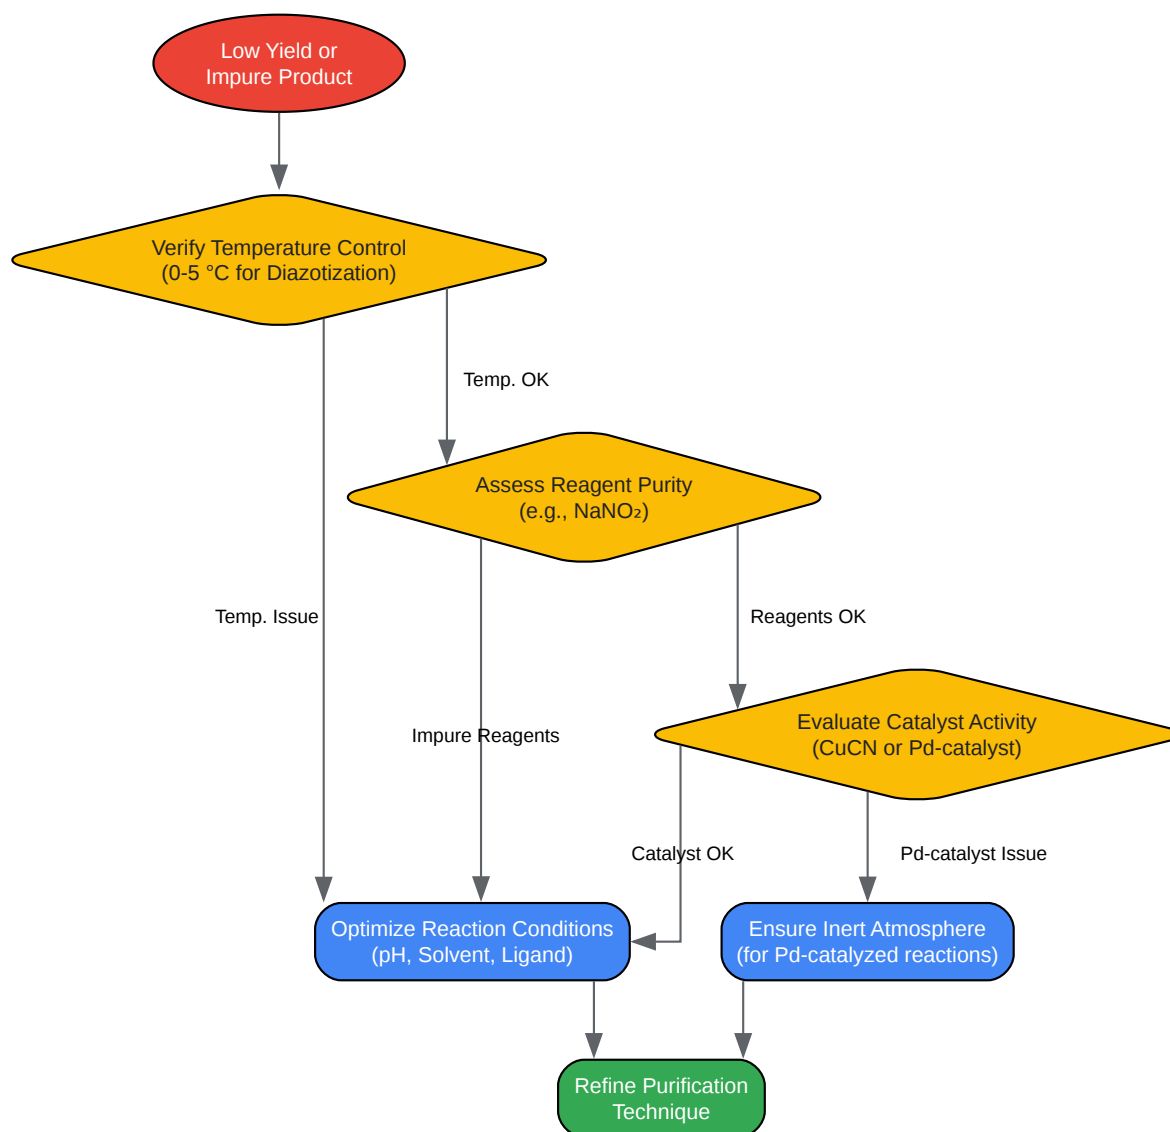 Low Yield or
Impure Product
Verify Temperature Control
(0-5 °C for Diazotization)
Temp. OK
Assess Reagent Purity
(e.g., NaNO₂)
Temp. Issue
Reagents OK
Impure Reagents
Evaluate Catalyst Activity
(CuCN or Pd-catalyst)
Catalyst OK
Pd-catalyst Issue
Optimize Reaction Conditions
(pH, Solvent, Ligand)
Ensure Inert Atmosphere
(for Pd-catalyzed reactions)
Refine Purification
Technique